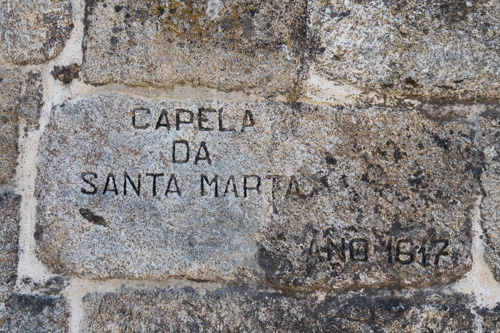 CAPELA
DA
SANTA MARTA
ANO 1617